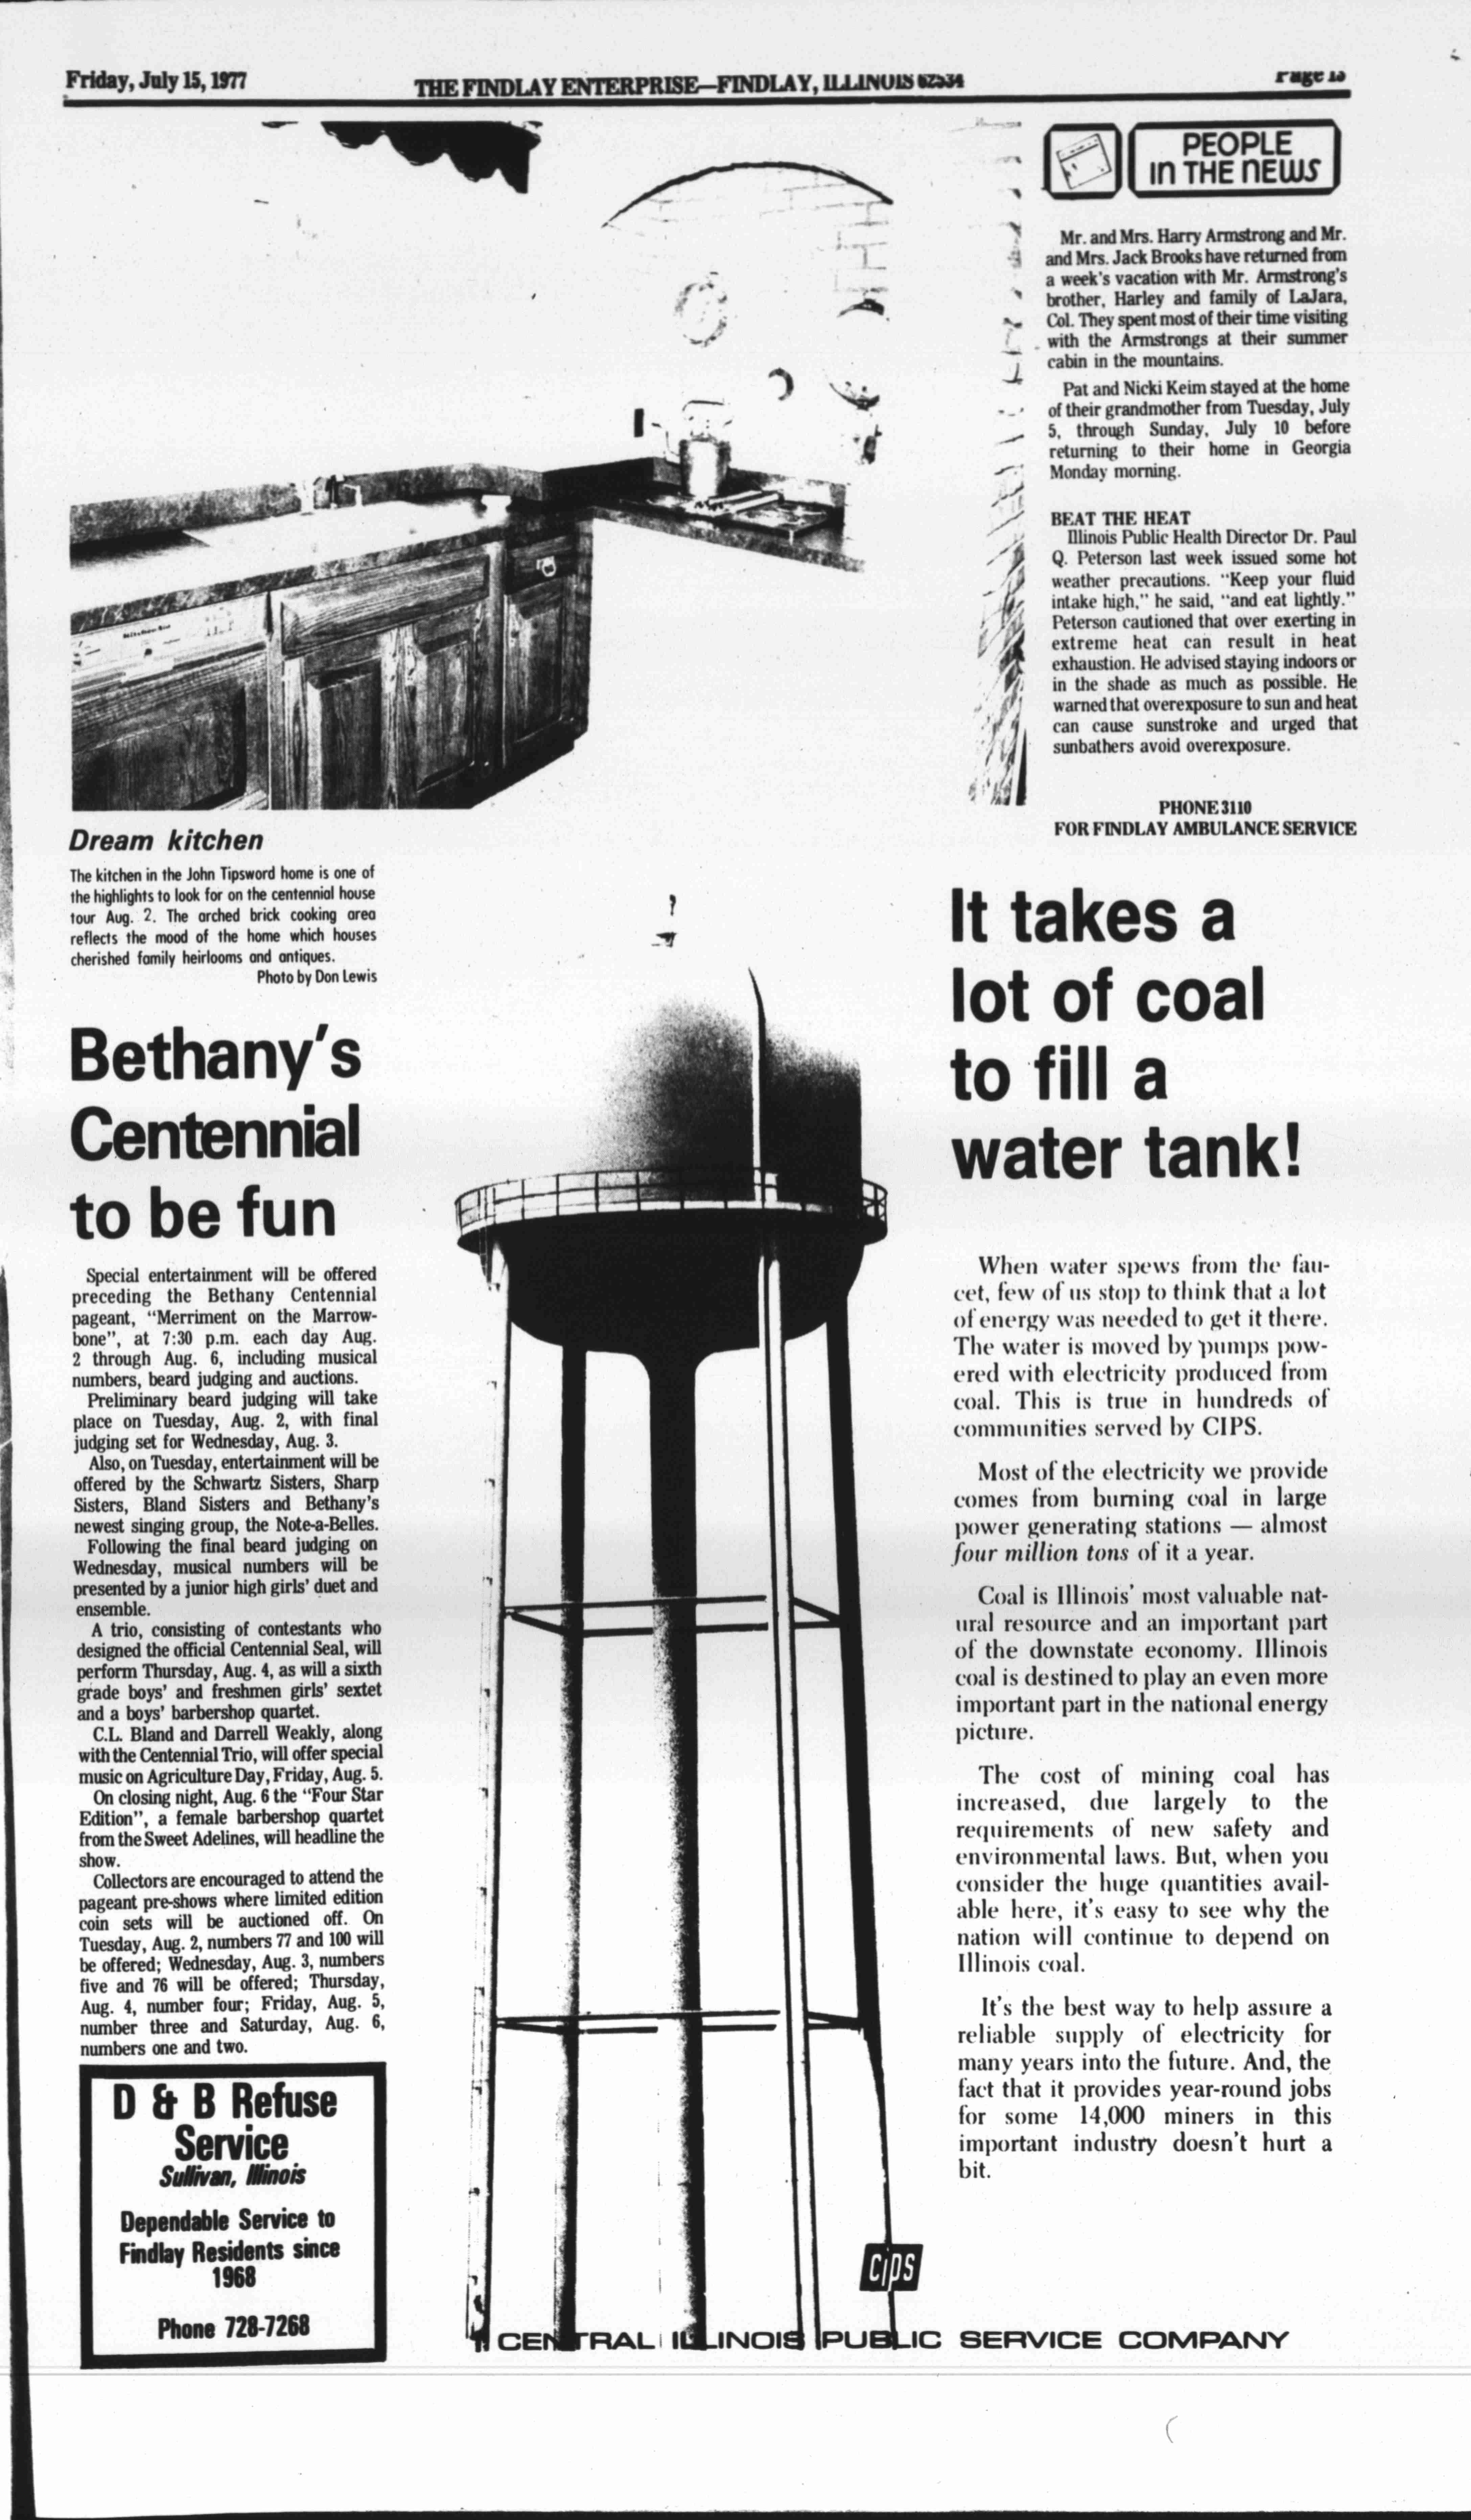 Friday, July 15, 1977
THE FINDLAY ENTERPRISE—FINDLAY, ILLINOIS 62534
Page
Dream kitchen
The kitchen in the John Tipsword home is one of
the highlights to look for on the centennial house
tour Aug. 2. The arched brick cooking area
reflects the mood of the home which houses
cherished family heirlooms and antiques.
Photo by Don Lewis
Bethany's
Centennial
to be fun
Special entertainment will be offered
preceding the Bethany Centennial
pageant, "Merriment on the Marrow-
bone", at 7:30 p.m. each day Aug.
2 through Aug. 6, including musical
numbers, beard judging and auctions.
Preliminary beard judging will take
place on Tuesday, Aug. 2, with final
judging set for Wednesday, Aug. 3.
Also, on Tuesday, entertainment will be
offered by the Schwartz Sisters, Sharp
Sisters, Bland Sisters and Bethany's
newest singing group, the Note-a-Belles.
Following the final beard judging on
Wednesday, musical numbers will be
presented by a junior high girls' duet and
ensemble.
A trio, consisting of contestants who
designed the official Centennial Seal, will
perform Thursday, Aug. 4, as will a sixth
grade boys' and freshmen girls' sextet
and a boys' barbershop quartet.
C.L. Bland and Darrell Weakly, along
with the Centennial Trio, will offer special
music on Agriculture Day, Friday, Aug. 5.
On closing night, Aug. 6 the "Four Star
Edition", a female barbershop quartet
from the Sweet Adelines, will headline the
show.
Collectors are encouraged to attend the
pageant pre-shows where limited edition
coin sets will be auctioned off. On
Tuesday, Aug. 2, numbers 77 and 100 will
be offered; Wednesday, Aug. 3, numbers
five and 76 will be offered; Thursday,
Aug. 4, number four; Friday, Aug. 5,
number three and Saturday, Aug. 6,
numbers one and two.
D & B Refuse
Service
Sullivan, Illinois
Dependable Service to
Findlay Residents since
1968
Phone 728-7268
PEOPLE
IN THE NEWS
Mr. and Mrs. Harry Armstrong and Mr.
and Mrs. Jack Brooks have returned from
a week's vacation with Mr. Armstrong's
brother, Harley and family of LaJara,
Col. They spent most of their time visiting
with the Armstrongs at their summer
cabin in the mountains.
Pat and Nicki Keim stayed at the home
of their grandmother from Tuesday, July
5, through Sunday, July 10 before
returning to their home in Georgia
Monday morning.
BEAT THE HEAT
Illinois Public Health Director Dr. Paul
Q. Peterson last week issued some hot
weather precautions. "Keep your fluid
intake high," he said, "and eat lightly."
Peterson cautioned that over exerting in
extreme heat can result in heat
exhaustion. He advised staying indoors or
in the shade as much as possible. He
warned that overexposure to sun and heat
can cause sunstroke and urged that
sunbathers avoid overexposure.
PHONE 3110
FOR FINDLAY AMBULANCE SERVICE
It takes a
lot of coal
to fill a
water tank!
When water spews from the fau-
cet, few of us stop to think that a lot
of energy was needed to get it there.
The water is moved by pumps pow-
ered with electricity produced from
coal. This is true in hundreds of
communities served by CIPS.
Most of the electricity we provide
comes from burning coal in large
power generating stations — almost
four million tons of it a year.
Coal is Illinois' most valuable nat-
ural resource and an important part
of the downstate economy. Illinois
coal is destined to play an even more
important part in the national energy
picture.
The cost of mining coal has
increased, due largely to the
requirements of new safety and
environmental laws. But, when you
consider the huge quantities avail-
able here, it's easy to see why the
nation will continue to depend on
Illinois coal.
It's the best way to help assure a
reliable supply of electricity for
many years into the future. And, the
fact that it provides year-round jobs
for some 14,000 miners in this
important industry doesn't hurt a
bit.
CIPS
CENTRAL ILLINOIS PUBLIC SERVICE COMPANY